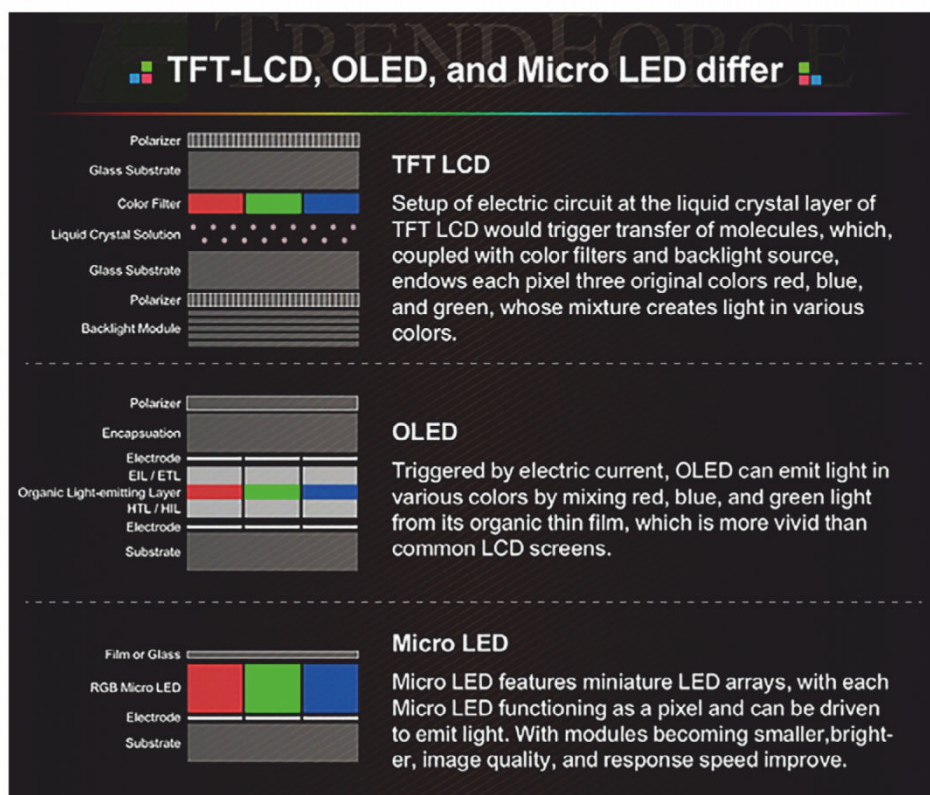 TRENDFORCE
TFT-LCD, OLED, and Micro LED differ
Polarizer
Glass Substrate
Color Filter
Liquid Crystal Solution
Glass Substrate
Polarizer
Backlight Module
TFT LCD
Setup of electric circuit at the liquid crystal layer of
TFT LCD would trigger transfer of molecules, which,
coupled with color filters and backlight source,
endows each pixel three original colors red, blue,
and green, whose mixture creates light in various
colors.
Polarizer
Encapsuation
Electrode
EIL / ETL
Organic Light-emitting Layer
HTL / HIL
Electrode
Substrate
OLED
Triggered by electric current, OLED can emit light in
various colors by mixing red, blue, and green light
from its organic thin film, which is more vivid than
common LCD screens.
Film or Glass
RGB Micro LED
Electrode
Substrate
Micro LED
Micro LED features miniature LED arrays, with each
Micro LED functioning as a pixel and can be driven
to emit light. With modules becoming smaller,bright-
er, image quality, and response speed improve.